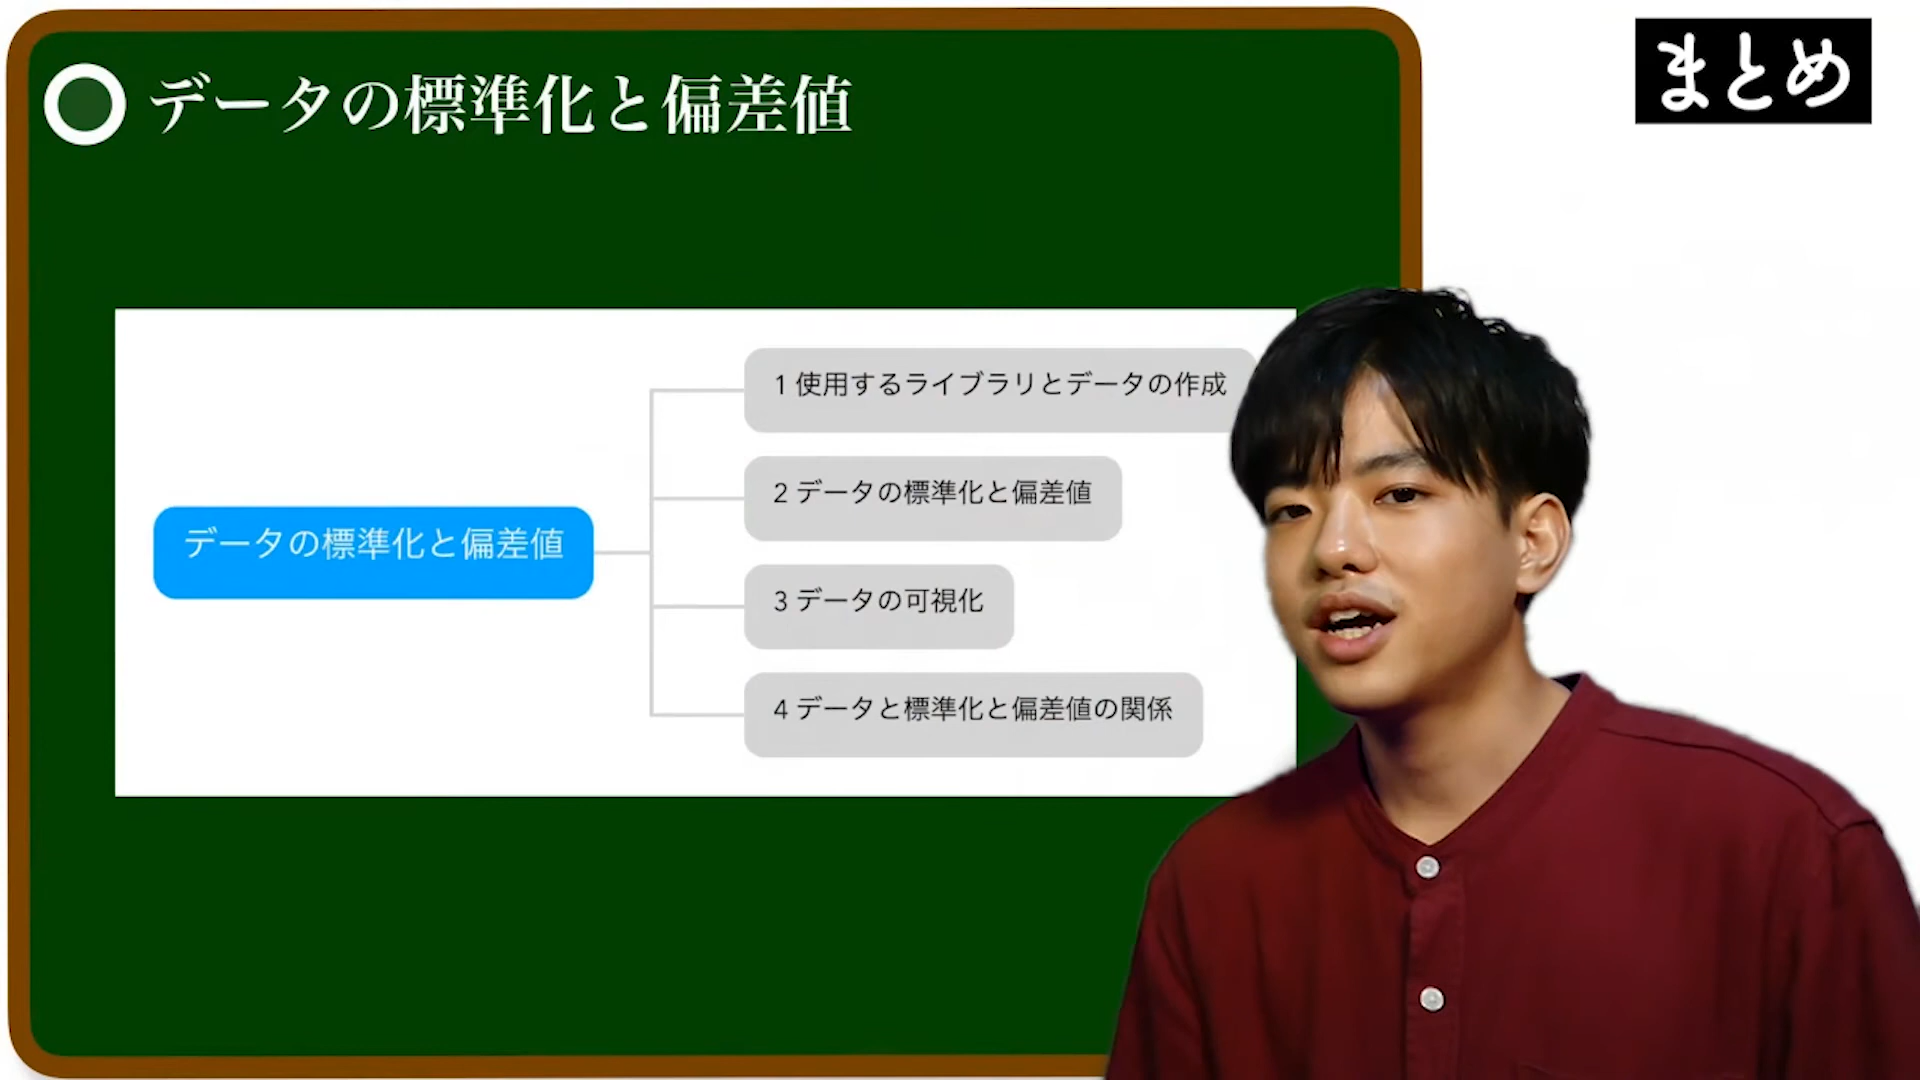 データの標準化と偏差値
まとめ
データの標準化と偏差値
1 使用するライブラリとデータの作成
2 データの標準化と偏差値
3 データの可視化
4 データと標準化と偏差値の関係